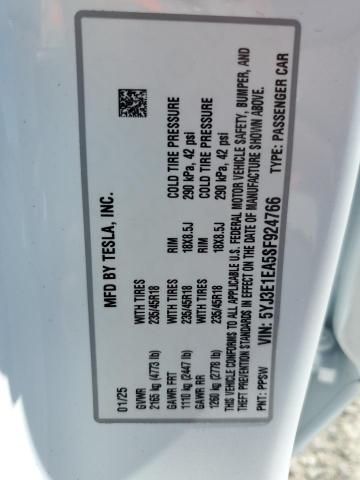 MFD BY TESLA, INC.
01/25
GVWR
2165 kg (4773 lb)
GAWR FRT WITH TIRES RIM COLD TIRE PRESSURE
1110 kg (2447 lb) 235/45R18 18X8.5J 290 kPa, 42 psi
GAWR RR WITH TIRES RIM COLD TIRE PRESSURE
1260 kg (2778 lb) 235/45R18 18X8.5J 290 kPa, 42 psi
THIS VEHICLE CONFORMS TO ALL APPLICABLE U.S. FEDERAL MOTOR VEHICLE SAFETY, BUMPER, AND
THEFT PREVENTION STANDARDS IN EFFECT ON THE DATE OF MANUFACTURE SHOWN ABOVE.
VIN: 5YJ3E1EA5SF924766
PNT: PPSW TYPE: PASSENGER CAR